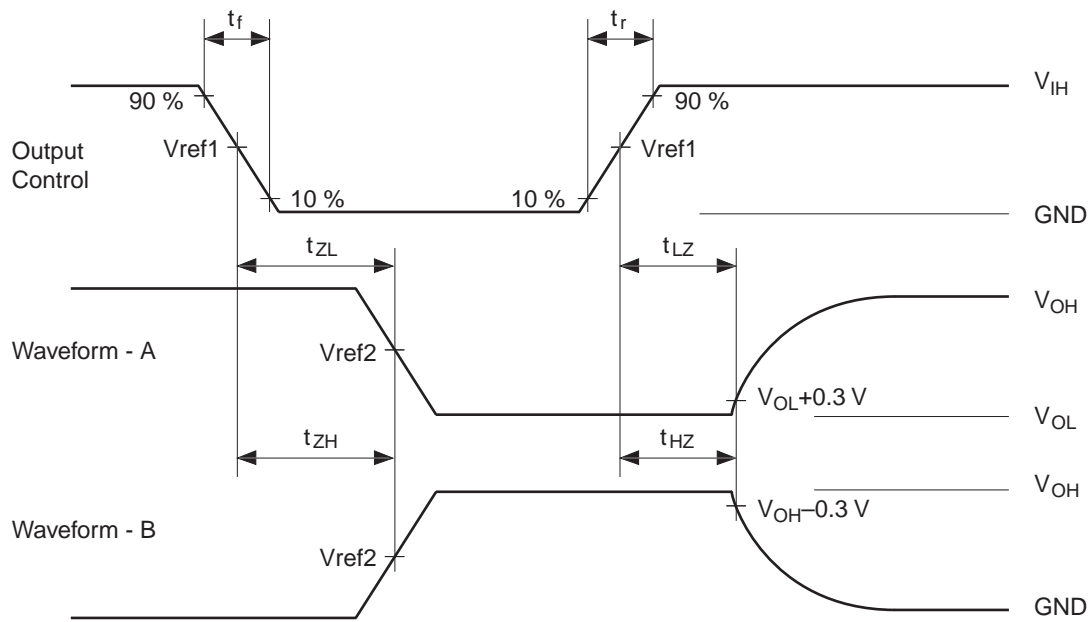 tf
tr
VIH
90 %
90 %
Output
Control
Vref1
Vref1
10 %
10 %
GND
tZL
tLZ
VOH
Waveform - A
Vref2
VOL+0.3 V
VOL
tZH
tHZ
VOH
VOH–0.3 V
Waveform - B
Vref2
GND